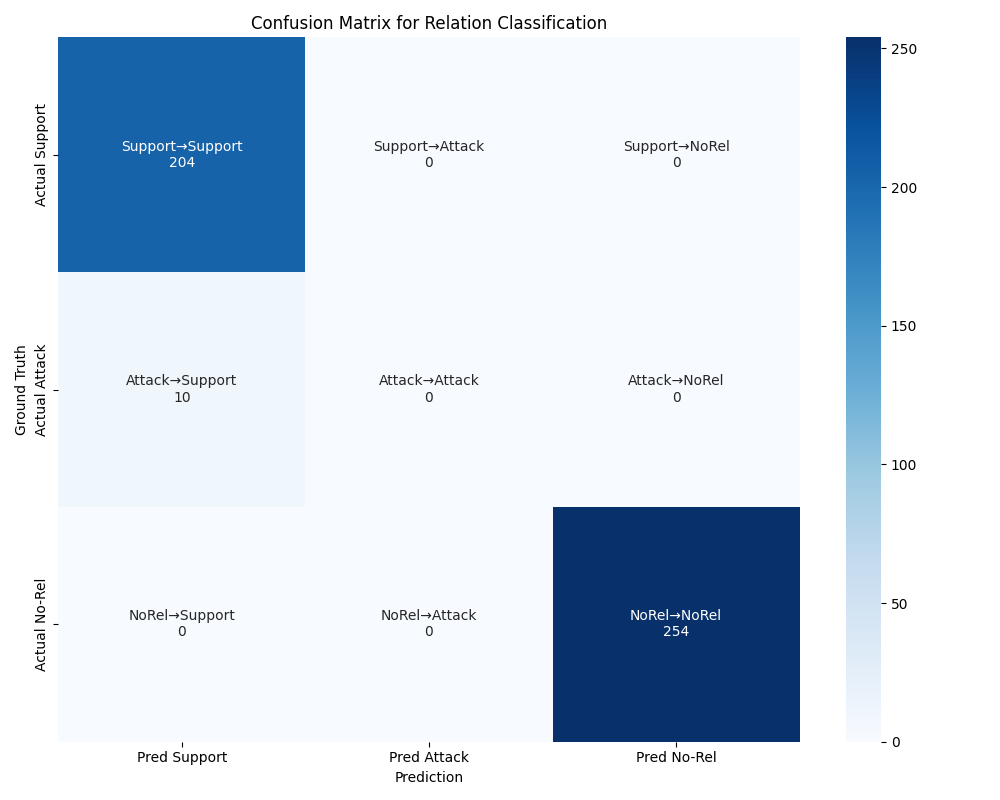 Confusion Matrix for Relation Classification
Ground Truth
Actual Support
Support→Support
204
Support→Attack
0
Support→NoRel
0
Actual Attack
Attack→Support
10
Attack→Attack
0
Attack→NoRel
0
Actual No-Rel
NoRel→Support
0
NoRel→Attack
0
NoRel→NoRel
254
Pred Support
Pred Attack
Pred No-Rel
Prediction
250
200
150
100
50
0